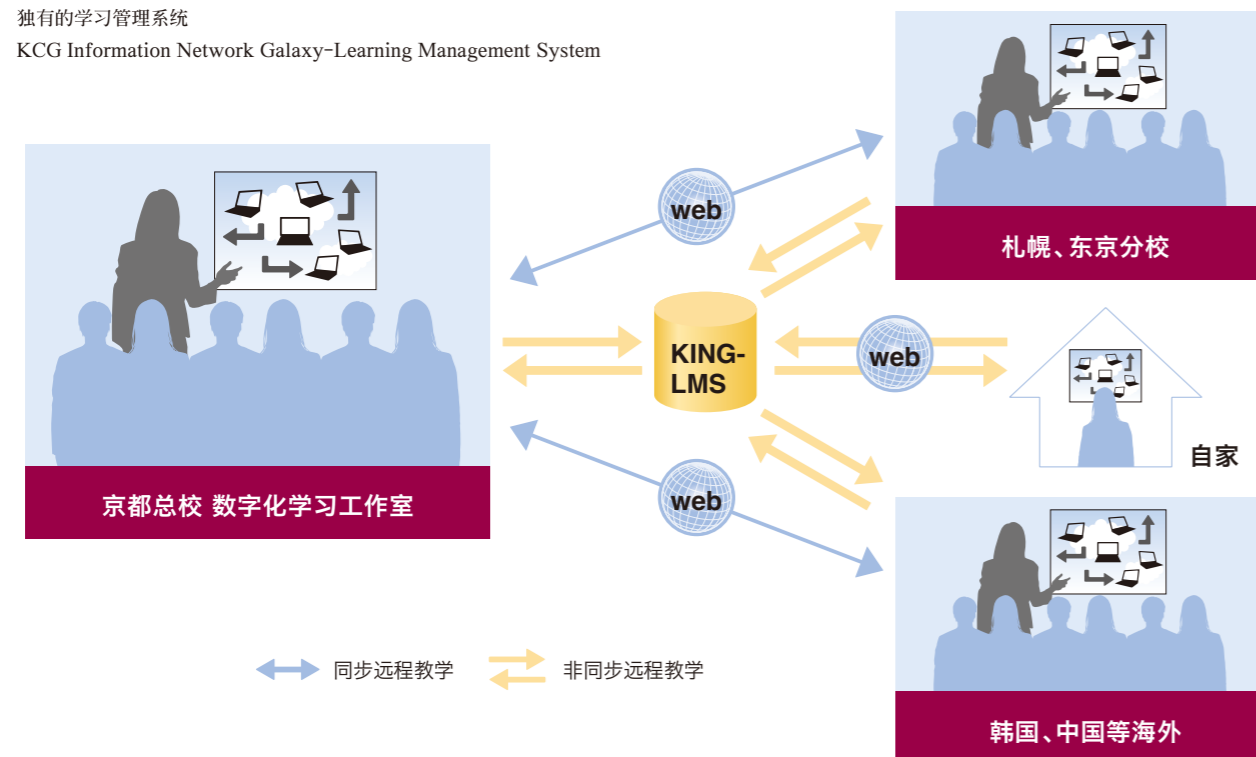 独有的学习管理系统
KCG Information Network Galaxy-Learning Management System
web
札幌、东京分校
KING-
LMS
web
自家
京都总校 数字化学习工作室
web
同步远程教学
非同步远程教学
韩国、中国等海外